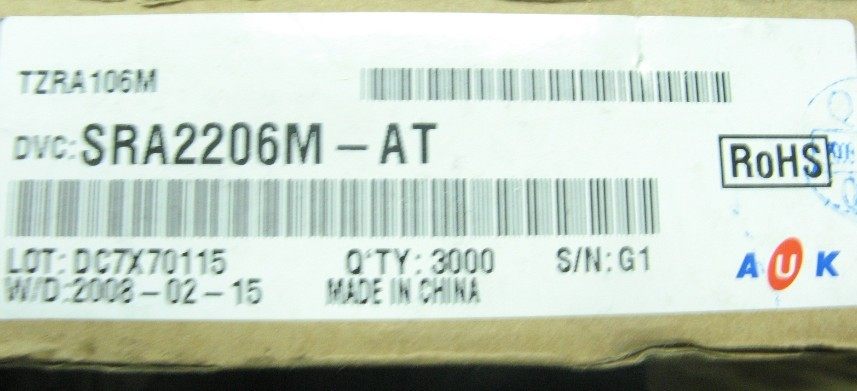 TZRA106M
DVC: SRA2206M-AT
RoHS
LOT: DC7X70115 Q'TY: 3000 S/N: G1
W/D: 2008-02-15 MADE IN CHINA
AUK